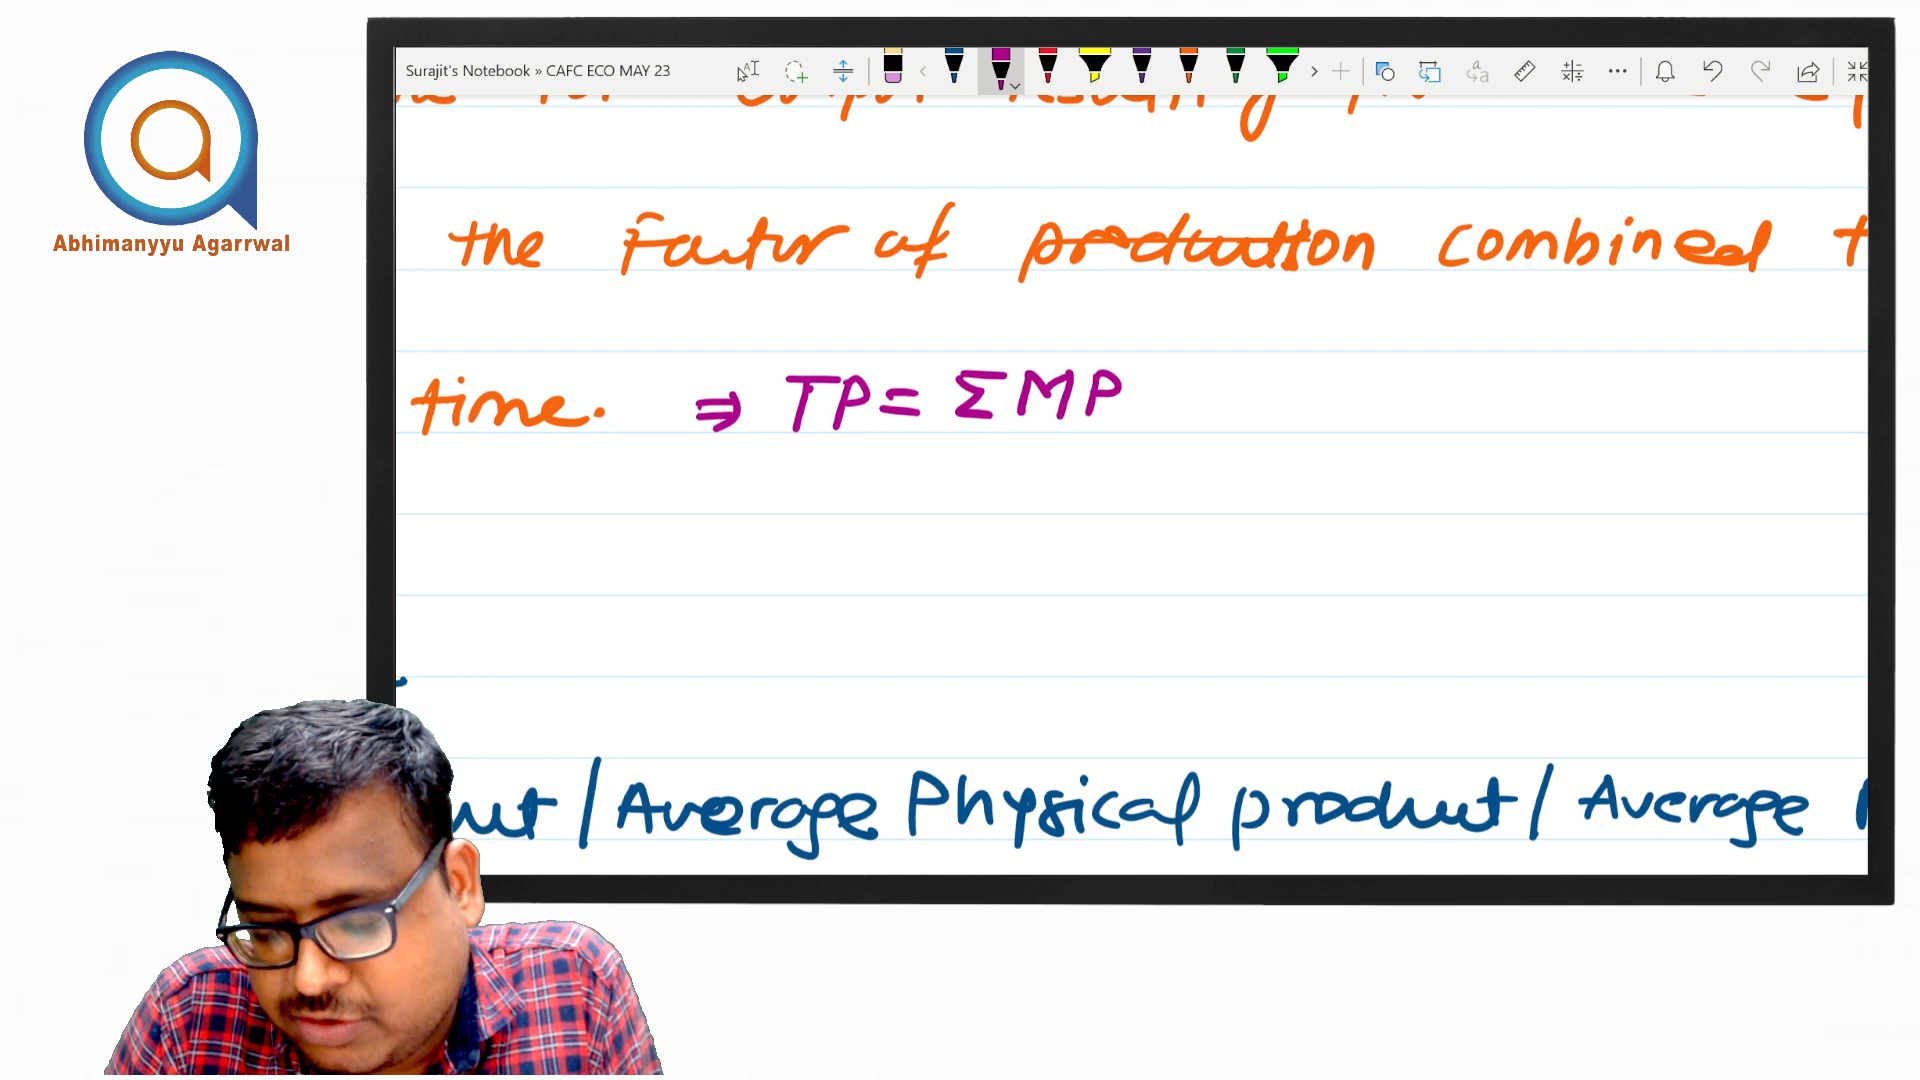 Surajit's Notebook » CAFC ECO MAY 23
Abhimanyyu Agarrwal
the Factor of production combined
time. ⇒ TP = ΣMP
/Average Physical product/ Average